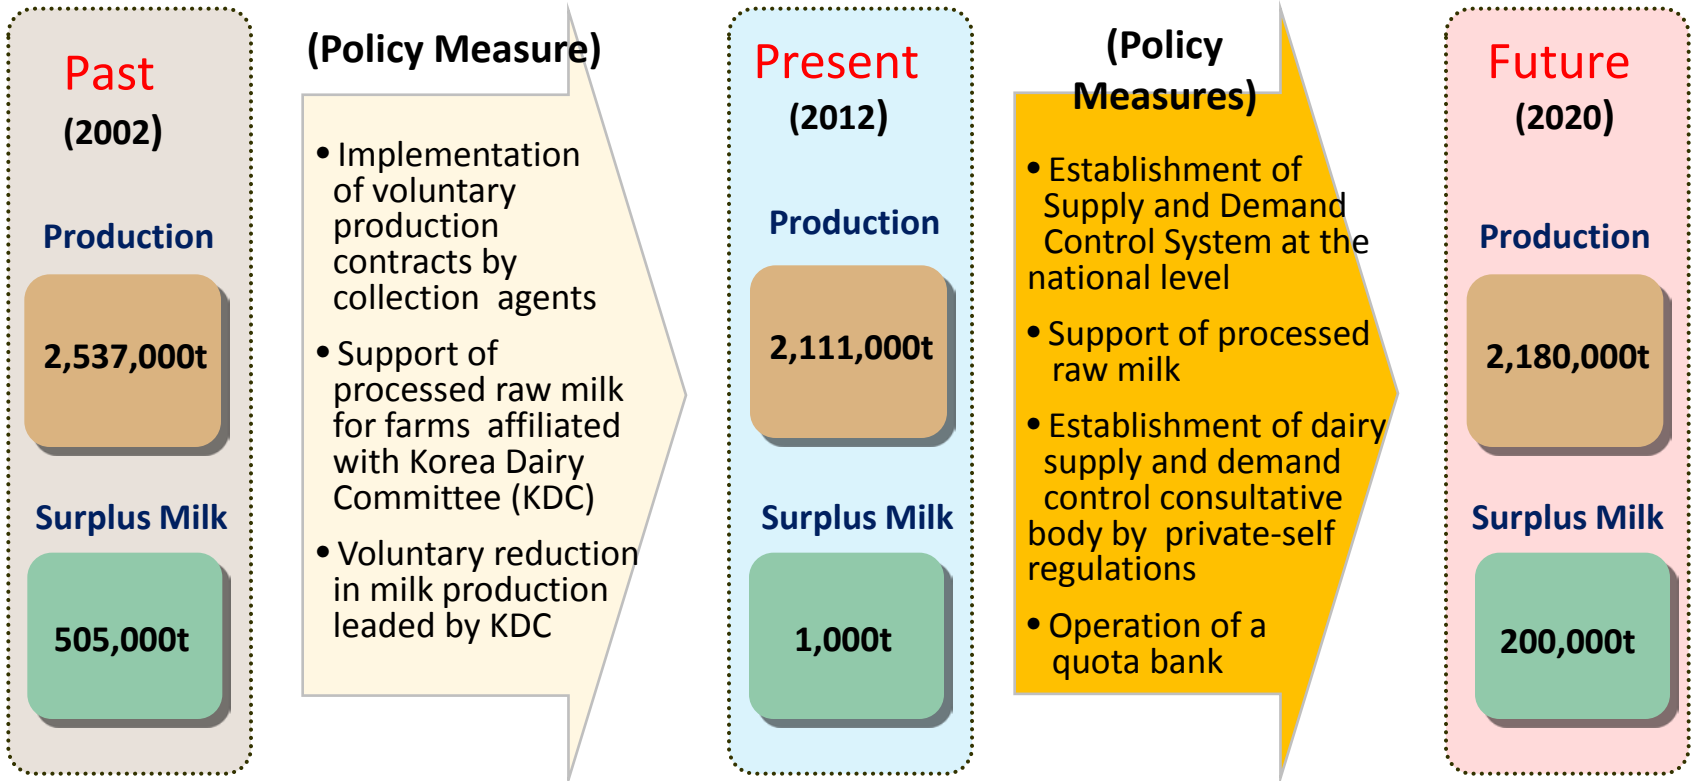 Past
(2002)
Production
2,537,000t
Surplus Milk
505,000t
(Policy Measure)
• Implementation
of voluntary
production
contracts by
collection agents
• Support of
processed raw milk
for farms affiliated
with Korea Dairy
Committee (KDC)
• Voluntary reduction
in milk production
leaded by KDC
Present
(2012)
Production
2,111,000t
Surplus Milk
1,000t
(Policy
Measures)
• Establishment of
Supply and Demand
Control System at the
national level
• Support of processed
raw milk
• Establishment of dairy
supply and demand
control consultative
body by private-self
regulations
• Operation of a
quota bank
Future
(2020)
Production
2,180,000t
Surplus Milk
200,000t